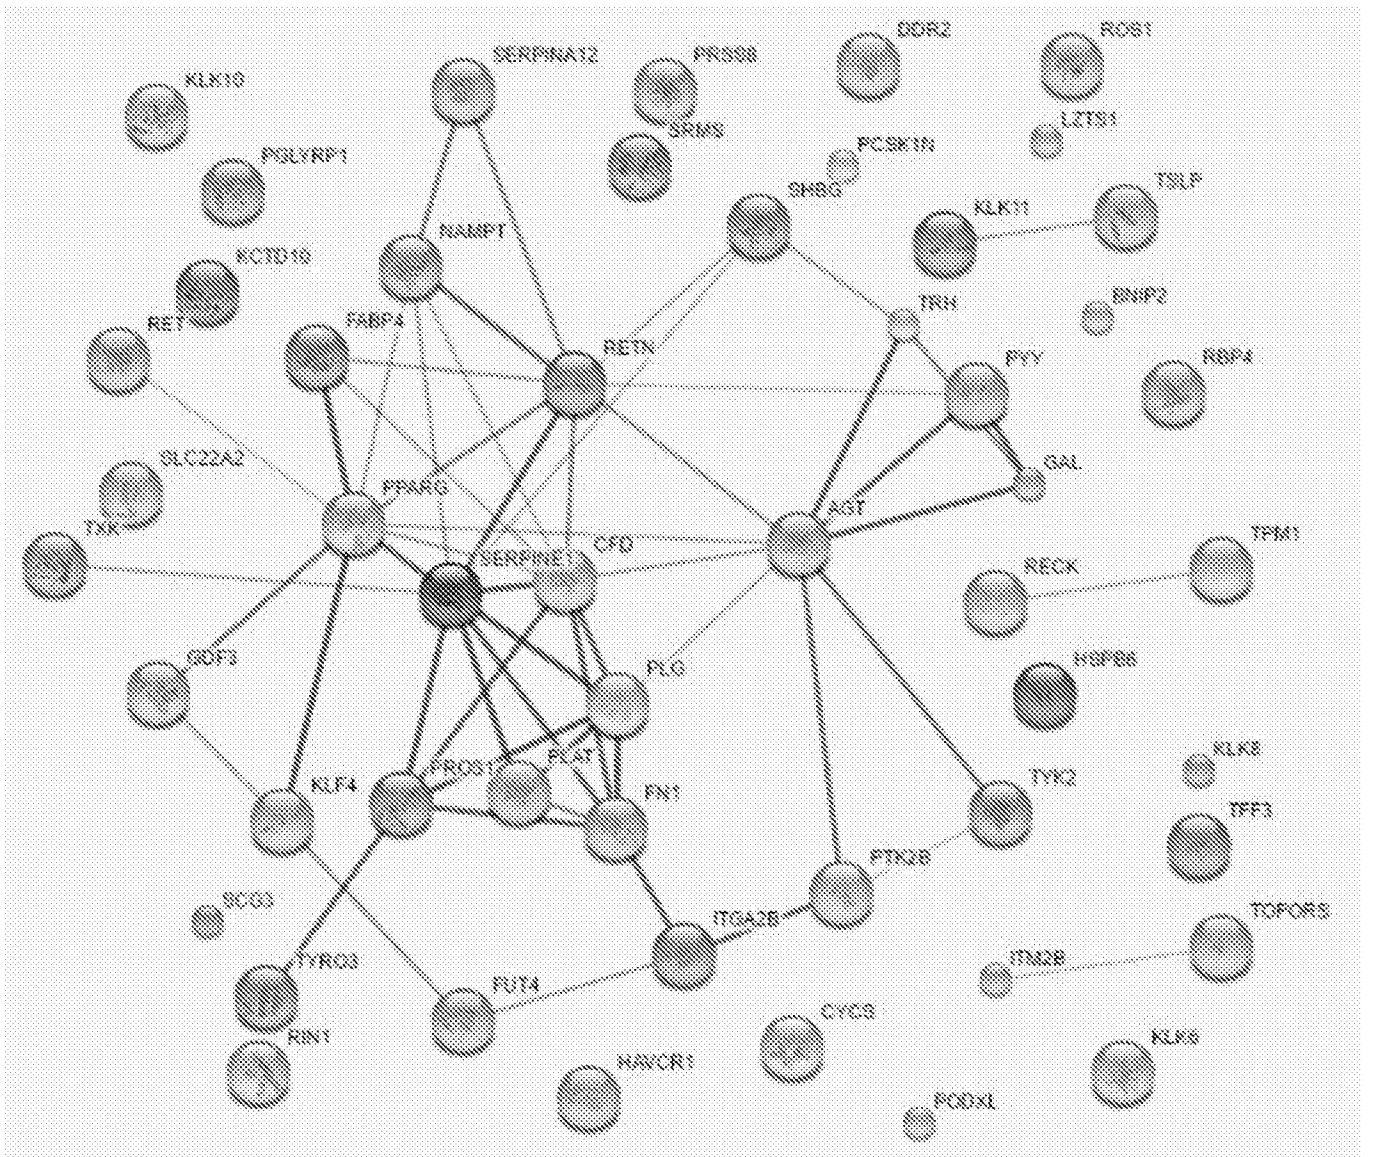 DDR2
ROS1
SERPINA12
PRSS8
KLK10
LZTS1
SRMS
PCSK1N
PGLYRP1
TSLP
SHBG
KLK11
NAMPT
KCTD10
BNIP2
TRH
RET
FABP4
RETN
PYY
RBP4
SLC22A2
GAL
PPARG
AGT
TXK
TPM1
SERPINE1
CFD
RECK
GDF3
PLG
HSPB6
KLK8
PROS1
PLAT
KLF4
FN1
TYK2
TFF3
PTK2B
SCG3
ITGA2B
TOPORS
TYRO3
ITM2B
FUT4
CYCS
RIN1
KLK6
HAVCR1
PODXL